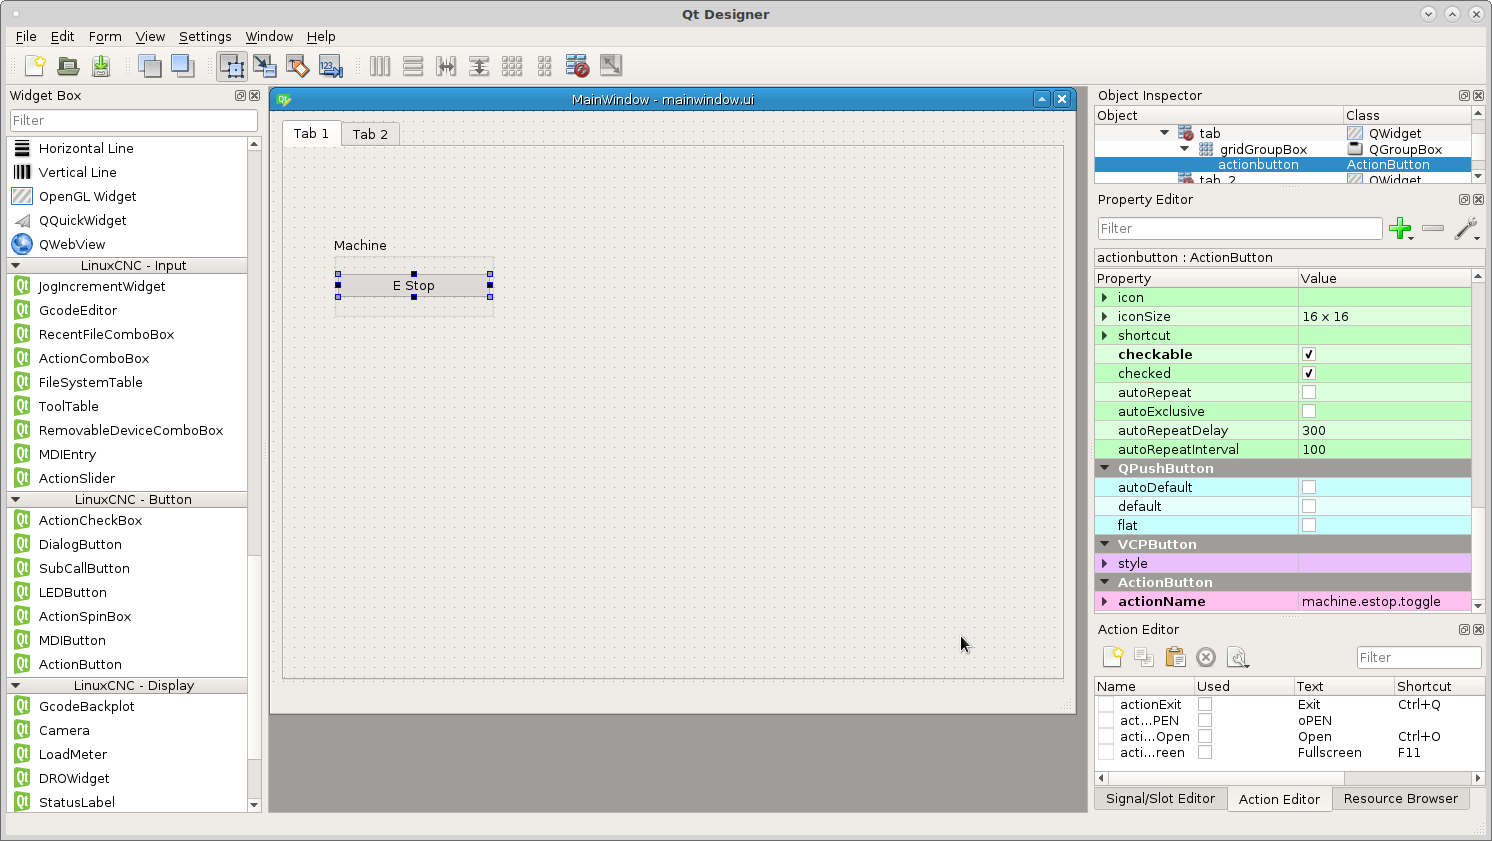 Qt Designer
File Edit Form View Settings Window Help
Widget Box
Filter
Horizontal Line
Vertical Line
OpenGL Widget
QQuickWidget
QWebView
LinuxCNC - Input
JogIncrementWidget
GcodeEditor
RecentFileComboBox
ActionComboBox
FileSystemTable
ToolTable
RemovableDeviceComboBox
MDIEntry
ActionSlider
LinuxCNC - Button
ActionCheckBox
DialogButton
SubCallButton
LEDButton
ActionSpinBox
MDIButton
ActionButton
LinuxCNC - Display
GcodeBackplot
Camera
LoadMeter
DROWidget
StatusLabel
MainWindow - mainwindow.ui
Tab 1 Tab 2
Machine
E Stop
Object Inspector
Object Class
tab QWidget
gridGroupBox QGroupBox
actionbutton ActionButton
tab_2 QWidget
Property Editor
Filter
actionbutton : ActionButton
Property Value
icon
iconSize 16 x 16
shortcut
checkable
checked
autoRepeat
autoExclusive
autoRepeatDelay 300
autoRepeatInterval 100
QPushButton
autoDefault
default
flat
VCPButton
style
ActionButton
actionName machine.estop.toggle
Action Editor
Filter
Name Used Text Shortcut
actionExit Exit Ctrl+Q
act...PEN oPEN
acti...Open Open Ctrl+O
acti...reen Fullscreen F11
Signal/Slot Editor Action Editor Resource Browser